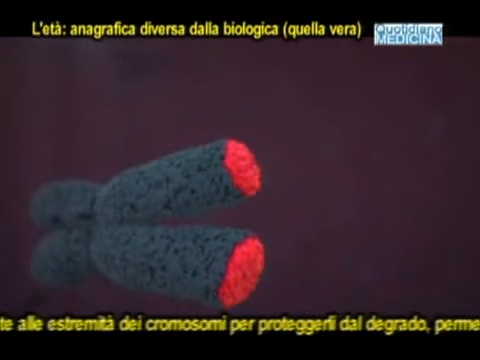 L'età: anagrafica diversa dalla biologica (quella vera)
Quotidiano
MEDICINA
te alle estremità dei cromosomi per proteggerli dal degrado, perme